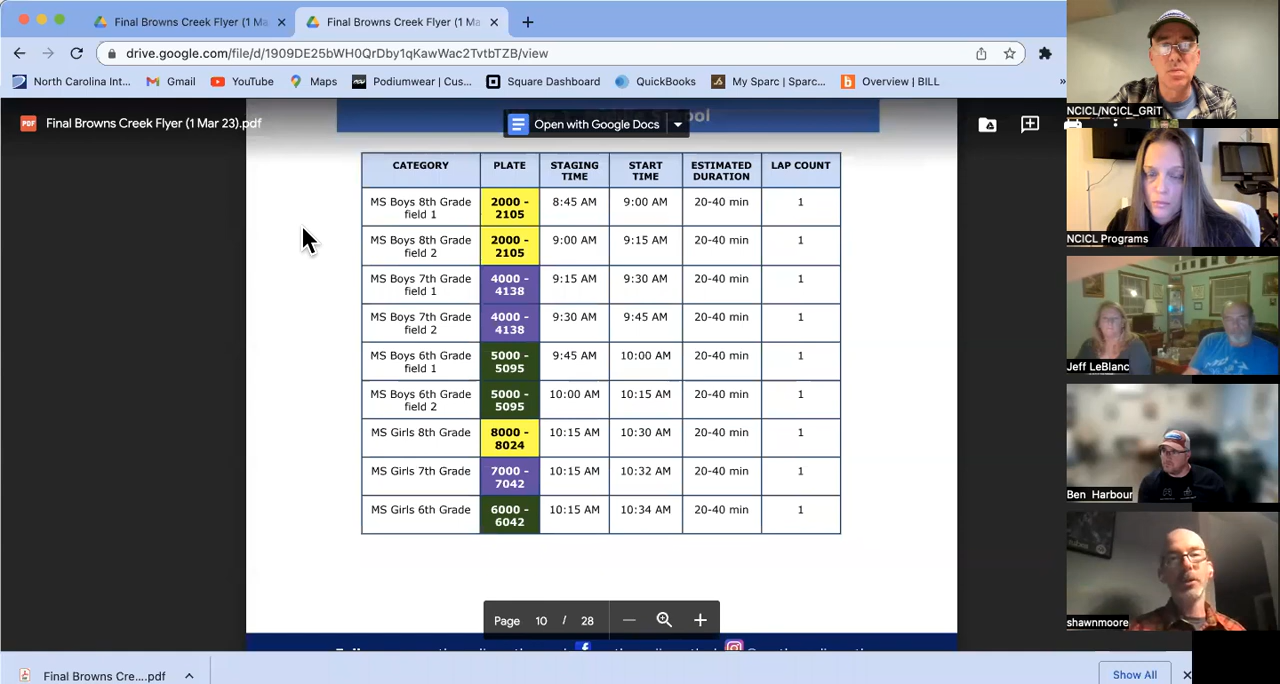 Final Browns Creek Flyer (1 Ma
Final Browns Creek Flyer (1 Ma
drive.google.com/file/d/1909DE25bWH0QrDby1qKawWac2TvtbTZB/view
North Carolina Int...
Gmail
YouTube
Maps
Podiumwear | Cus...
Square Dashboard
QuickBooks
My Sparc | Sparc...
Overview | BILL
»
PDF
Final Browns Creek Flyer (1 Mar 23).pdf
Open with Google Docs
CATEGORY PLATE STAGING TIME START TIME ESTIMATED DURATION LAP COUNT
MS Boys 8th Grade field 1 2000 - 2105 8:45 AM 9:00 AM 20-40 min 1
MS Boys 8th Grade field 2 2000 - 2105 9:00 AM 9:15 AM 20-40 min 1
MS Boys 7th Grade field 1 4000 - 4138 9:15 AM 9:30 AM 20-40 min 1
MS Boys 7th Grade field 2 4000 - 4138 9:30 AM 9:45 AM 20-40 min 1
MS Boys 6th Grade field 1 5000 - 5095 9:45 AM 10:00 AM 20-40 min 1
MS Boys 6th Grade field 2 5000 - 5095 10:00 AM 10:15 AM 20-40 min 1
MS Girls 8th Grade 8000 - 8024 10:15 AM 10:30 AM 20-40 min 1
MS Girls 7th Grade 7000 - 7042 10:15 AM 10:32 AM 20-40 min 1
MS Girls 6th Grade 6000 - 6042 10:15 AM 10:34 AM 20-40 min 1
Page 10 / 28
Final Browns Cre....pdf
Show All
NCICL/NCICL_GRiT
NCICL Programs
Jeff LeBlanc
Ben Harbour
shawnmoore